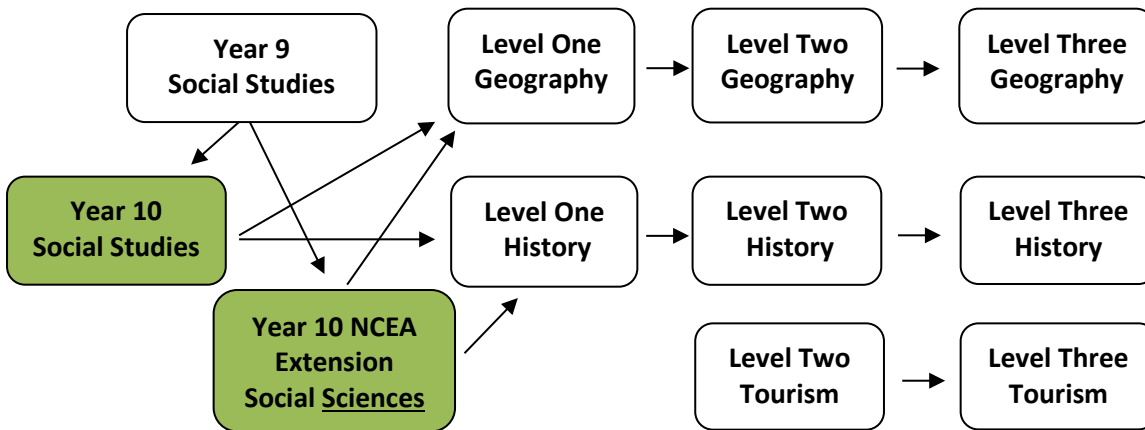 Year 9
Social Studies
Level One
Geography
Level Two
Geography
Level Three
Geography
Year 10
Social Studies
Level One
History
Level Two
History
Level Three
History
Year 10 NCEA
Extension
Social Sciences
Level Two
Tourism
Level Three
Tourism